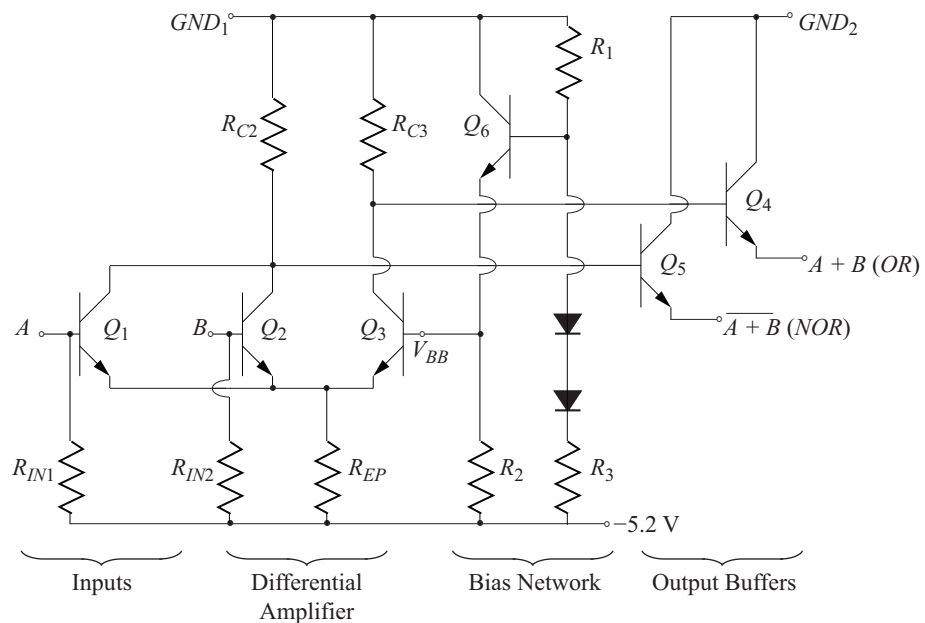 GND1
GND2
R1
RC2
RC3
Q6
Q4
Q5
A + B (OR)
A
Q1
B
Q2
Q3
VBB
A + B (NOR)
RIN1
RIN2
REP
R2
R3
−5.2 V
Inputs
Differential
Amplifier
Bias Network
Output Buffers